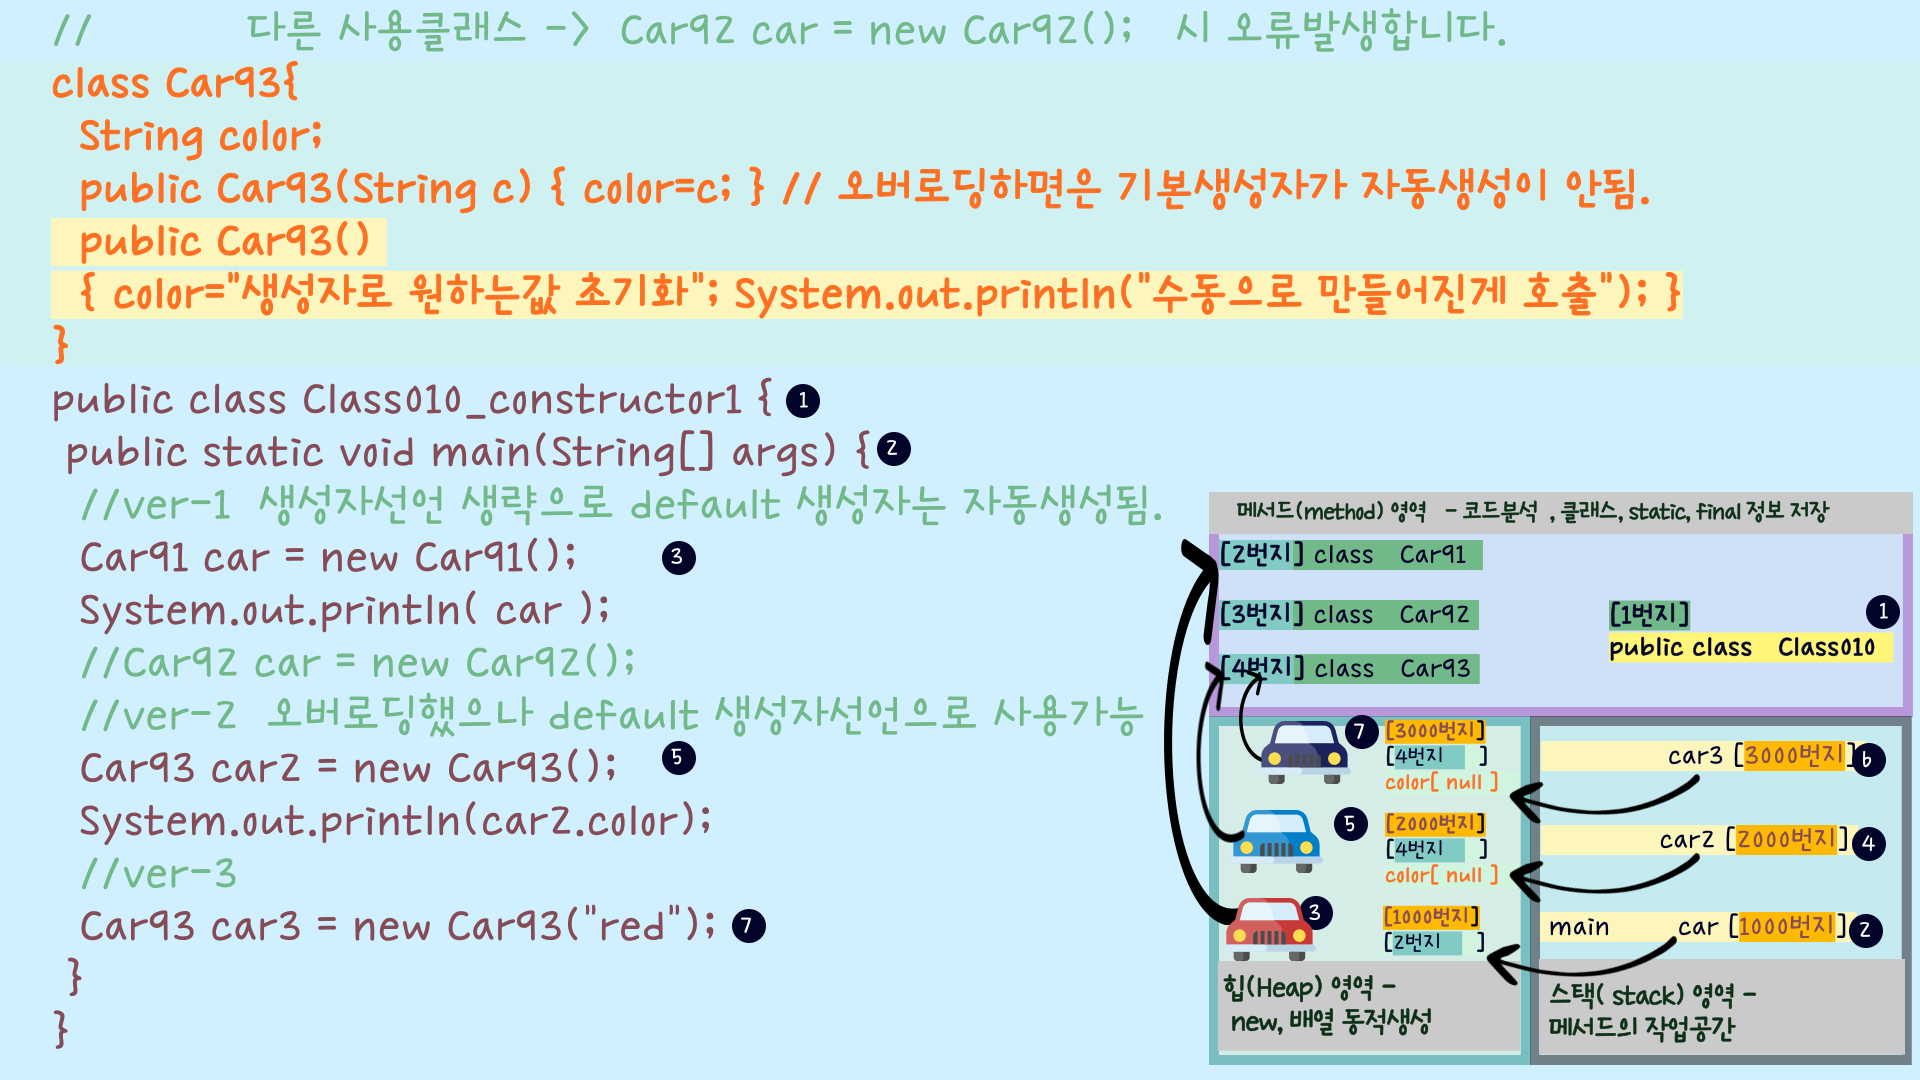 // 다른 사용클래스 -> Car92 car = new Car92(); 시 오류발생합니다.
class Car93{
String color;
public Car93(String c) { color=c; } // 오버로딩하면은 기본생성자가 자동생성이 안됨.
public Car93()
{ color="생성자로 원하는값 초기화"; System.out.println("수동으로 만들어진게 호출"); }
}
public class Class010_constructor1 { 1
public static void main(String[] args) { 2
//ver-1 생성자선언 생략으로 default 생성자는 자동생성됨.
Car91 car = new Car91(); 3
System.out.println( car );
//Car92 car = new Car92();
//ver-2 오버로딩했으나 default 생성자선언으로 사용가능
Car93 car2 = new Car93(); 5
System.out.println(car2.color);
//ver-3
Car93 car3 = new Car93("red"); 7
}
}
메서드(method) 영역 - 코드분석 , 클래스, static, final 정보 저장
[2번지] class Car91
[3번지] class Car92
[4번지] class Car93
[1번지] 1
public class Class010
7 [3000번지]
[4번지 ]
color[ null ]
5 [2000번지]
[4번지 ]
color[ null ]
3 [1000번지]
[2번지 ]
힙(Heap) 영역 -
new, 배열 동적생성
car3 [3000번지] 6
car2 [2000번지] 4
main car [1000번지] 2
스택( stack) 영역 -
메서드의 작업공간